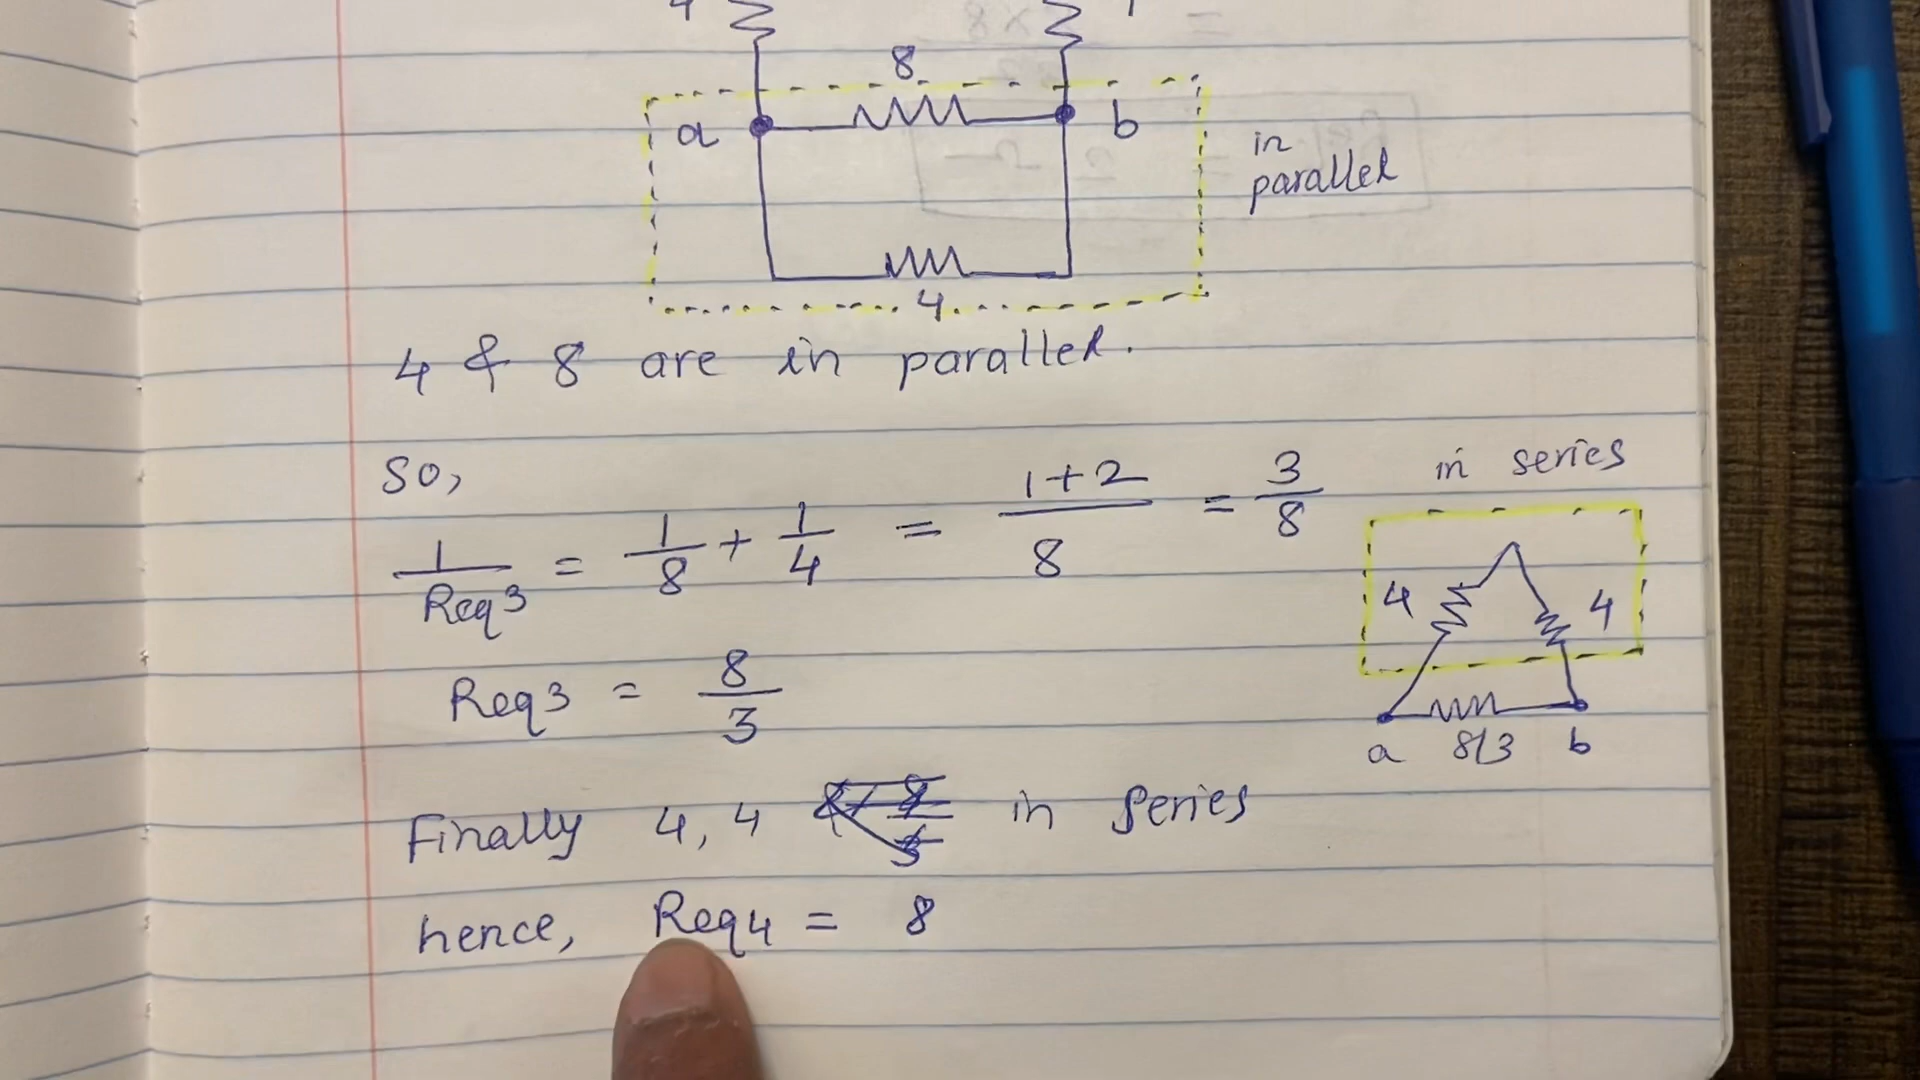 8
a
b
in
parallel
4
4 & 8 are in parallel.
so,
1/Req3 = 1/8 + 1/4 = 1+2/8 = 3/8
in series
4
4
Req3 = 8/3
a 8/3 b
Finally 4, 4 in series
hence, Req4 = 8